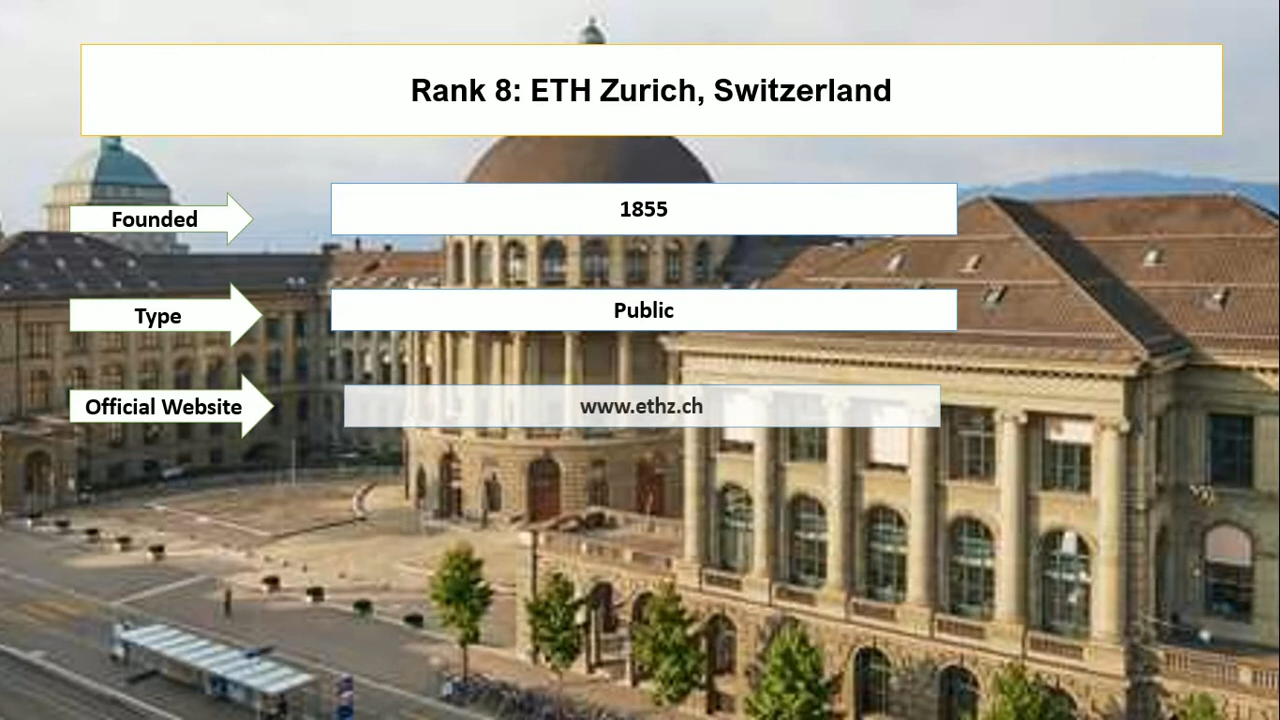 Rank 8: ETH Zurich, Switzerland
Founded
1855
Type
Public
Official Website
www.ethz.ch